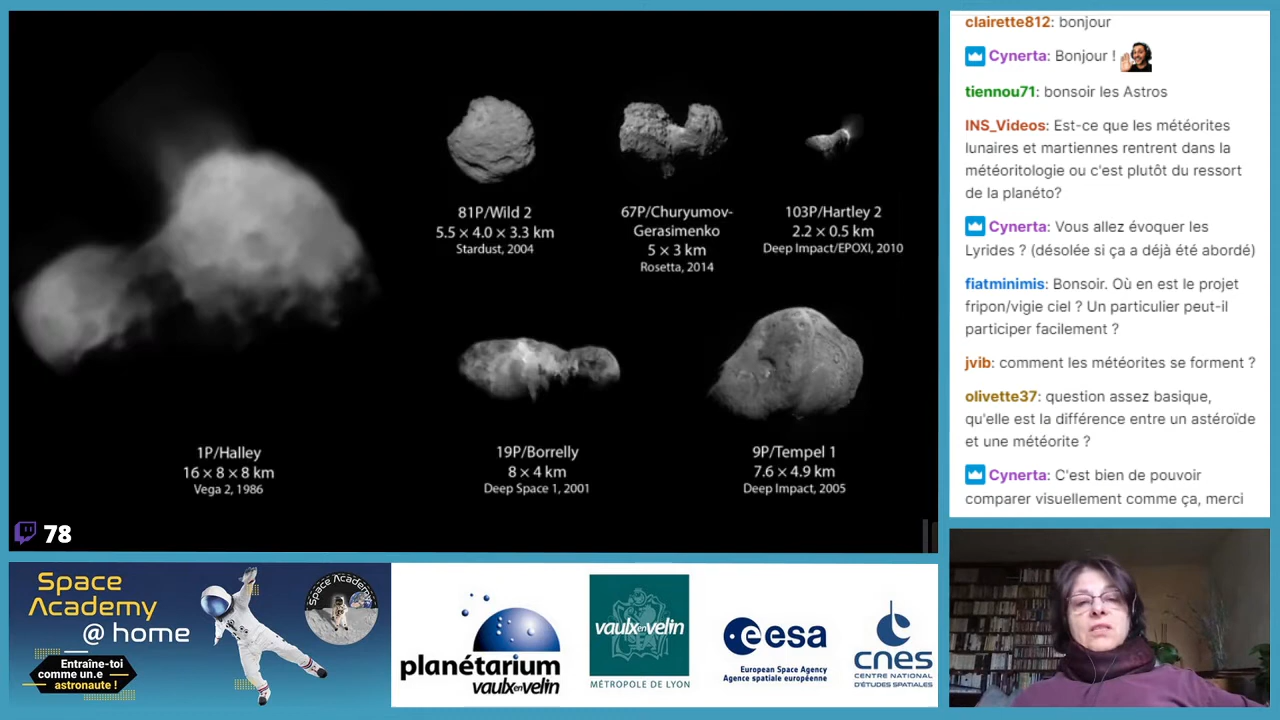 81P/Wild 2
5.5 × 4.0 × 3.3 km
Stardust, 2004
67P/Churyumov-
Gerasimenko
5 × 3 km
Rosetta, 2014
103P/Hartley 2
2.2 × 0.5 km
Deep Impact/EPOXI, 2010
1P/Halley
16 × 8 × 8 km
Vega 2, 1986
19P/Borrelly
8 × 4 km
Deep Space 1, 2001
9P/Tempel 1
7.6 × 4.9 km
Deep Impact, 2005
78
clairette812: bonjour
Cynerta: Bonjour !
tiennou71: bonsoir les Astros
INS_Videos: Est-ce que les météorites
lunaires et martiennes rentrent dans la
météoritologie ou c'est plutôt du ressort
de la planéto?
Cynerta: Vous allez évoquer les
Lyrides ? (désolée si ça a déjà été abordé)
fiatminimis: Bonsoir. Où en est le projet
fripon/vigie ciel ? Un particulier peut-il
participer facilement ?
jvib: comment les météorites se forment ?
olivette37: question assez basique,
qu'elle est la différence entre un astéroïde
et une météorite ?
Cynerta: C'est bien de pouvoir
comparer visuellement comme ça, merci
Space
Academy
@ home
Entraîne-toi
comme un.e
astronaute !
Space Academy
planétarium
vaulx en velin
vaulx en velin
MÉTROPOLE DE LYON
esa
European Space Agency
Agence spatiale européenne
cnes
CENTRE NATIONAL
D'ÉTUDES SPATIALES